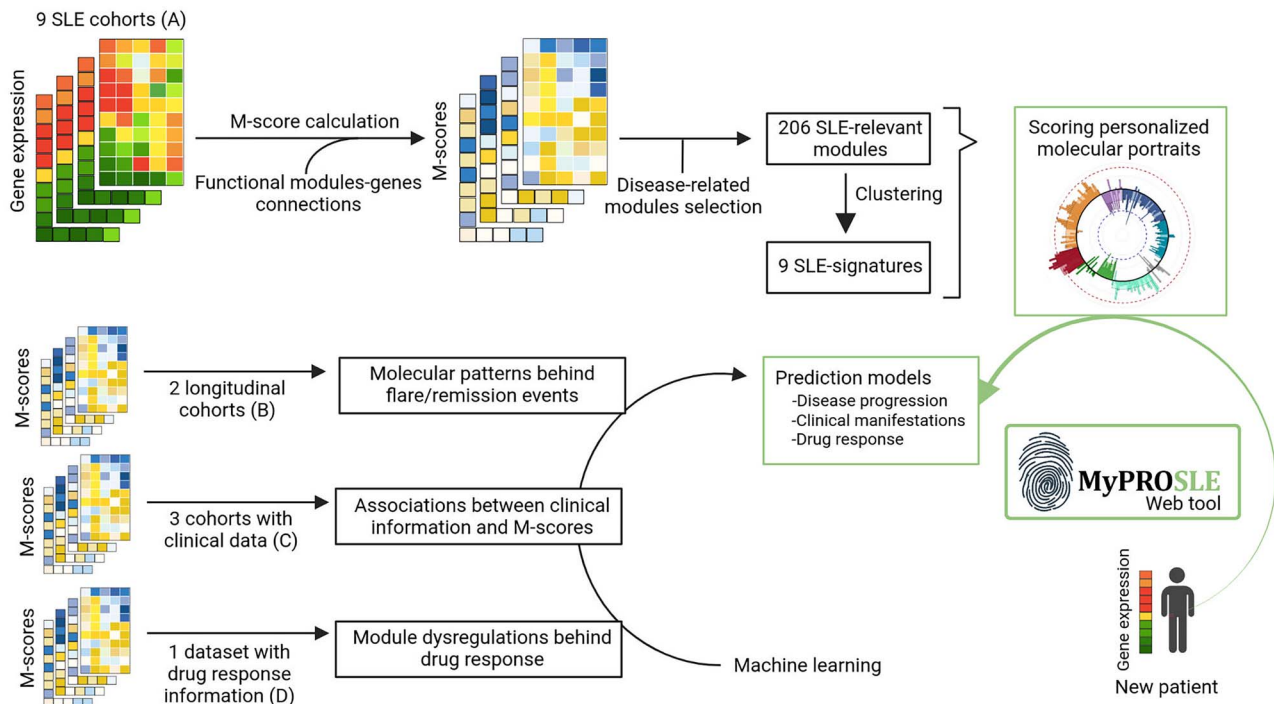 9 SLE cohorts (A)
Gene expression
M-score calculation
Functional modules-genes
connections
M-scores
Disease-related
modules selection
206 SLE-relevant
modules
Clustering
9 SLE-signatures
Scoring personalized
molecular portraits
M-scores
2 longitudinal
cohorts (B)
Molecular patterns behind
flare/remission events
M-scores
3 cohorts with
clinical data (C)
Associations between clinical
information and M-scores
M-scores
1 dataset with
drug response
information (D)
Module dysregulations behind
drug response
Machine learning
Prediction models
-Disease progression
-Clinical manifestations
-Drug response
MyPROSLE
Web tool
Gene expression
New patient